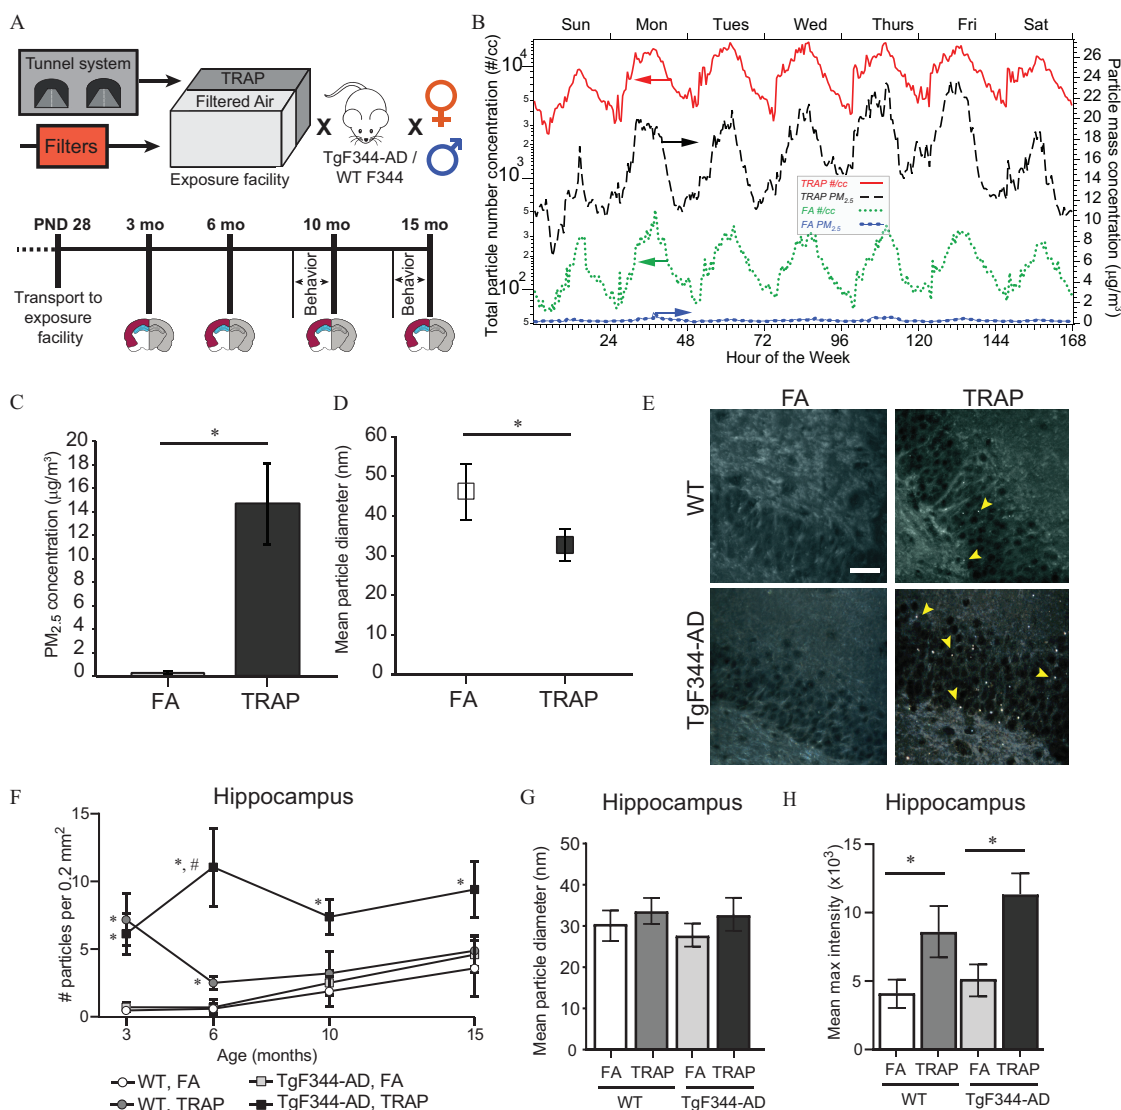 A
Tunnel system
TRAP
Filtered Air
Filters
Exposure facility
X
X
TgF344-AD /
WT F344
PND 28
3 mo
6 mo
10 mo
15 mo
Behavior
Behavior
Transport to
exposure
facility
B
Sun Mon Tues Wed Thurs Fri Sat
Total particle number concentration (#/cc)
10⁴
5
3
2
10³
5
3
2
10²
5
Particle mass concentration (µg/m³)
26
24
22
20
18
16
14
12
10
8
6
4
2
0
TRAP #/cc
TRAP PM2.5
FA #/cc
FA PM2.5
24 48 72 96 120 144 168
Hour of the Week
C
*
PM2.5 concentration (µg/m³)
20
18
16
14
12
10
8
6
4
2
0
FA TRAP
D
*
Mean particle diameter (nm)
60
50
40
30
20
10
0
FA TRAP
E
FA TRAP
WT
TgF344-AD
F
Hippocampus
# particles per 0.2 mm²
15
10
5
0
*, #
*
*
*
*
*
3 6 10 15
Age (months)
WT, FA
WT, TRAP
TgF344-AD, FA
TgF344-AD, TRAP
G
Hippocampus
Mean particle diameter (nm)
50
40
30
20
10
0
FA TRAP FA TRAP
WT TgF344-AD
H
Hippocampus
Mean max intensity (x10³)
15
10
5
0
*
*
FA TRAP FA TRAP
WT TgF344-AD